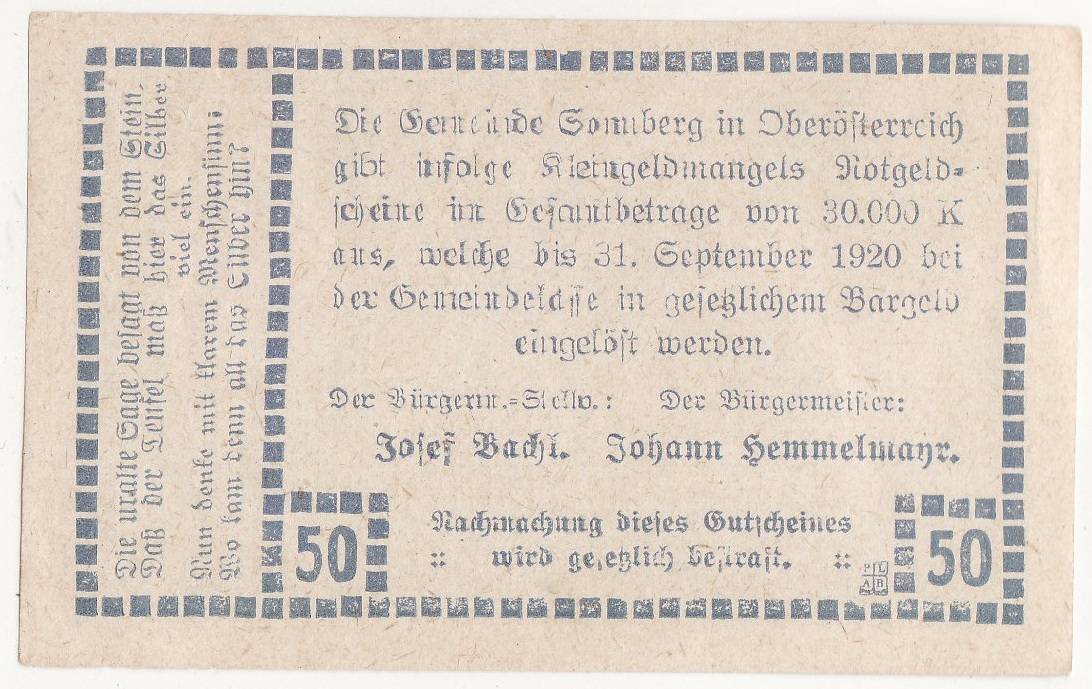 Die uralte Sage besagt von dem Stein,
Daß der Teufel maß hier das Silber
viel ein.
Nun denke mit klarem Menschensinn:
Wo kam denn all das Silber hin?
Die Gemeinde Sonnberg in Oberösterreich
gibt infolge Kleingeldmangels Notgeld-
scheine im Gesamtbetrage von 30.000 K
aus, welche bis 31. September 1920 bei
der Gemeindekasse in gesetzlichem Bargeld
eingelöst werden.
Der Bürgerm.-Stellv.: Der Bürgermeister:
Josef Bachl. Johann Hemmelmayr.
Nachmachung dieses Gutscheines
:: wird gesetzlich bestraft. ::
50
50
P L
A B